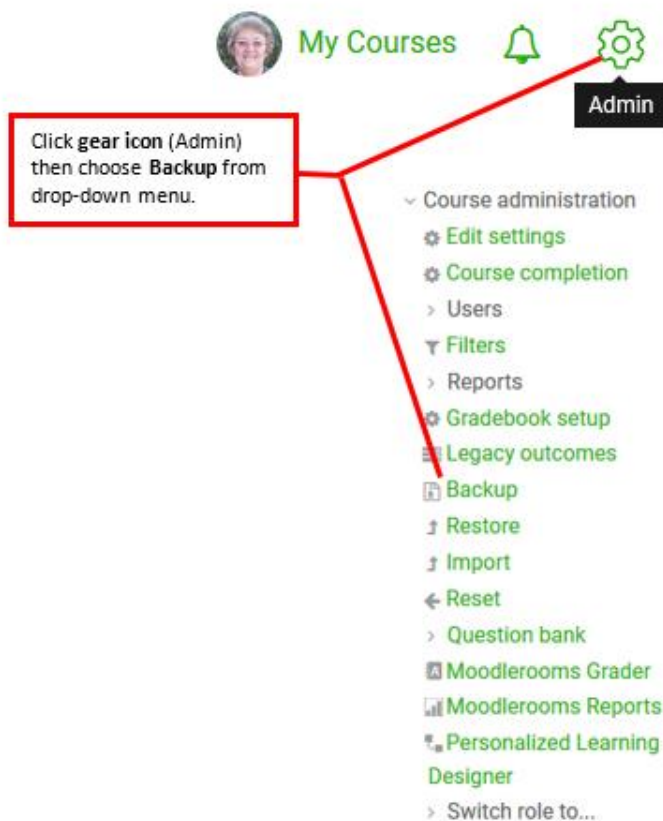 My Courses
Admin
Click gear icon (Admin)
then choose Backup from
drop-down menu.
Course administration
Edit settings
Course completion
Users
Filters
Reports
Gradebook setup
Legacy outcomes
Backup
Restore
Import
Reset
Question bank
Moodlerooms Grader
Moodlerooms Reports
Personalized Learning
Designer
Switch role to...